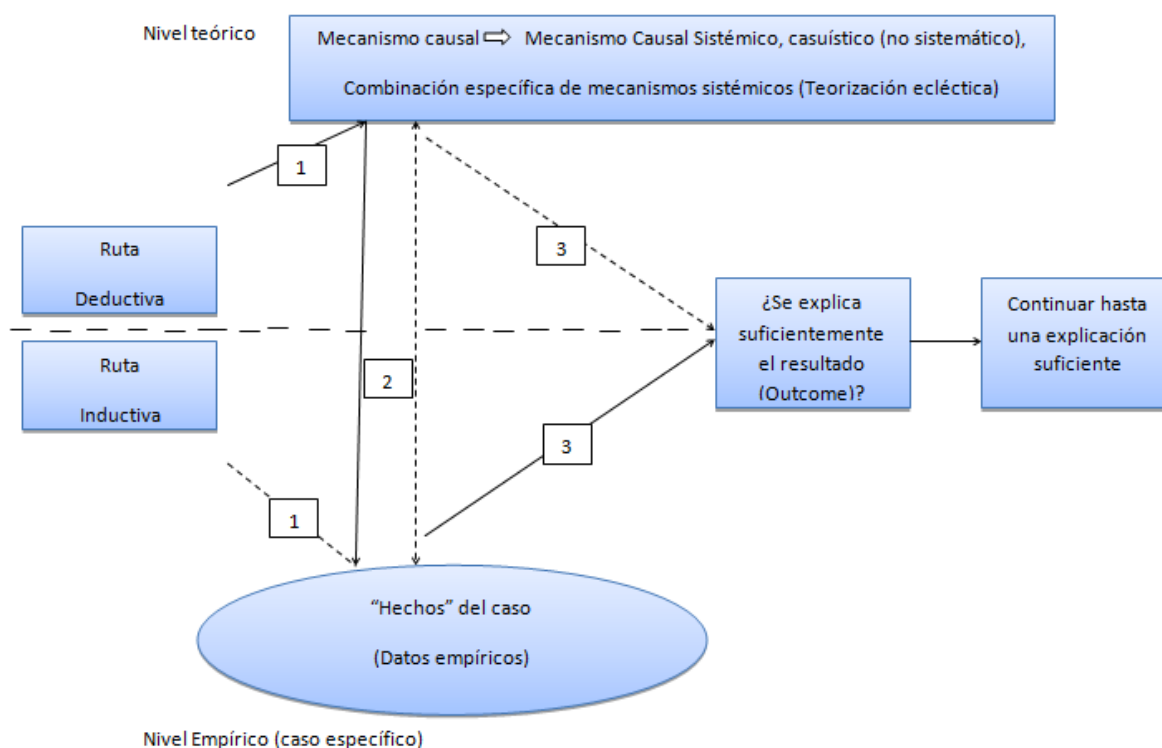 Nivel teórico
Mecanismo causal ⇨ Mecanismo Causal Sistémico, casuístico (no sistemático),
Combinación específica de mecanismos sistémicos (Teorización ecléctica)
1
Ruta
Deductiva
3
¿Se explica
suficientemente
el resultado
(Outcome)?
Continuar hasta
una explicación
suficiente
Ruta
Inductiva
2
3
1
“Hechos” del caso
(Datos empíricos)
Nivel Empírico (caso específico)